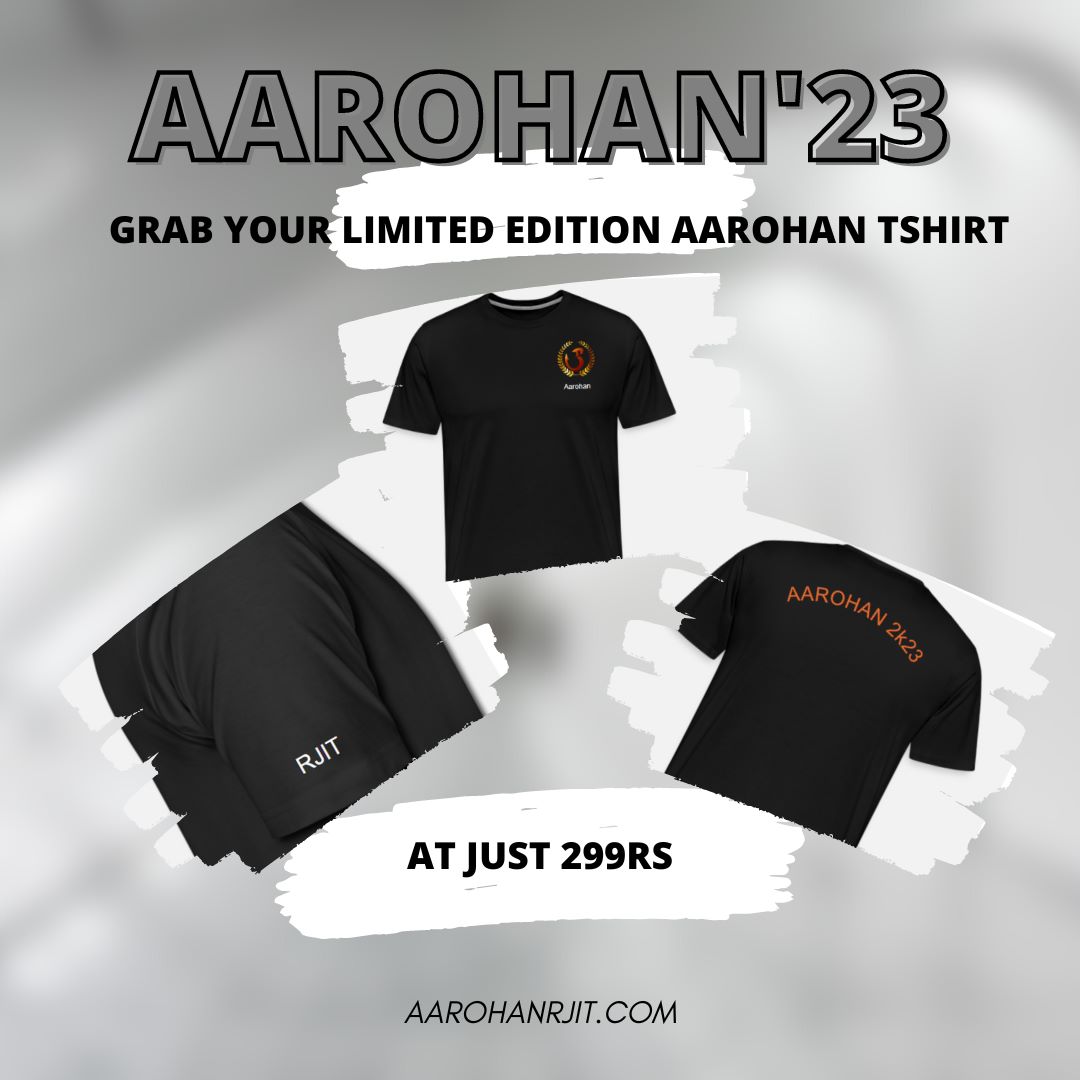 AAROHAN'23
GRAB YOUR LIMITED EDITION AAROHAN TSHIRT
Aarohan
AAROHAN 2k23
RJIT
AT JUST 299RS
AAROHANRJIT.COM